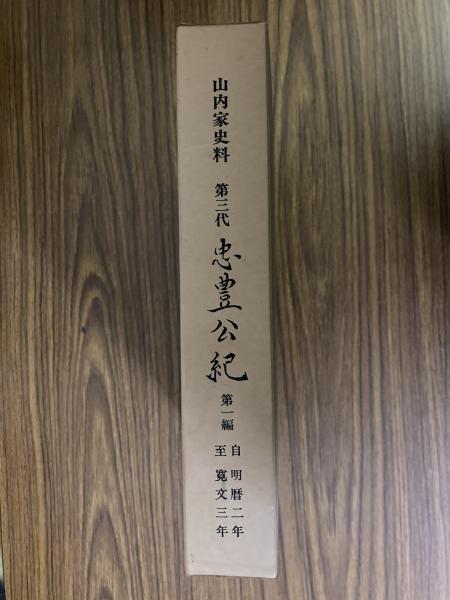 山内家史料
第三代
忠豊公紀
第一編
自明暦二年
至寛文三年